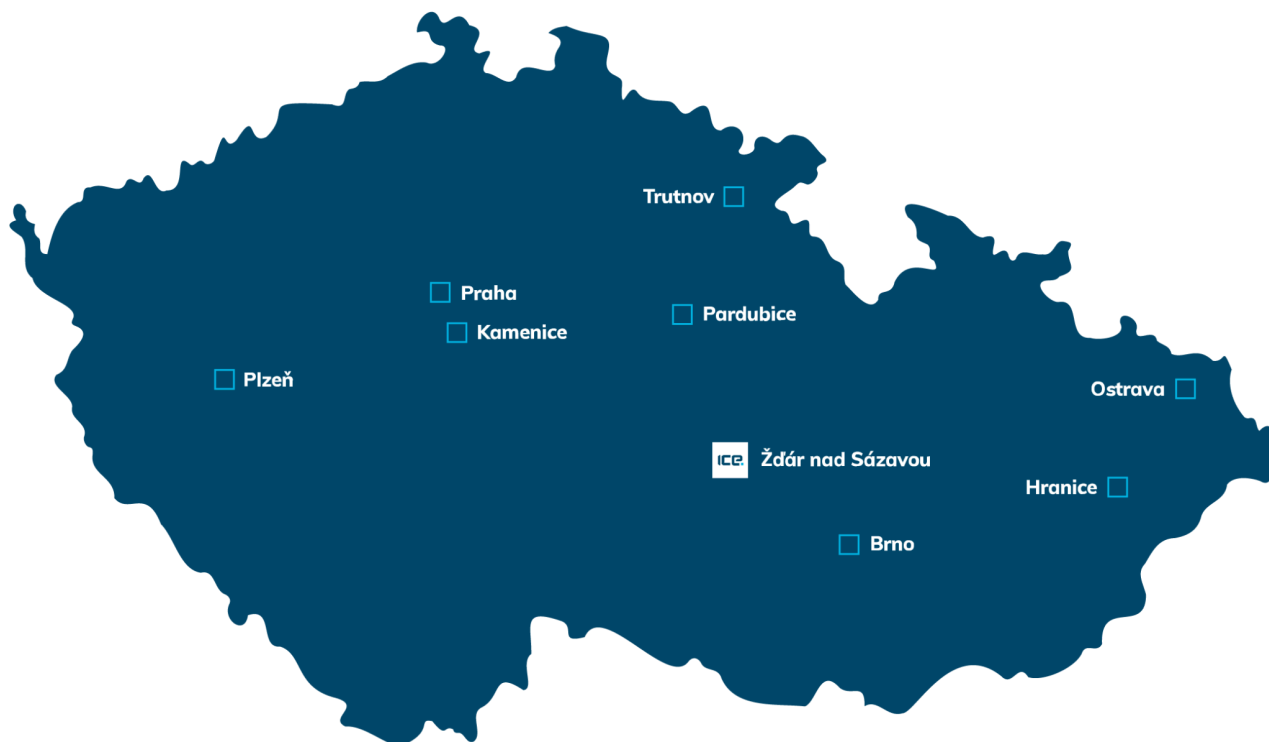 Trutnov
Praha
Pardubice
Kamenice
Plzeň
Ostrava
ICE Žďár nad Sázavou
Hranice
Brno